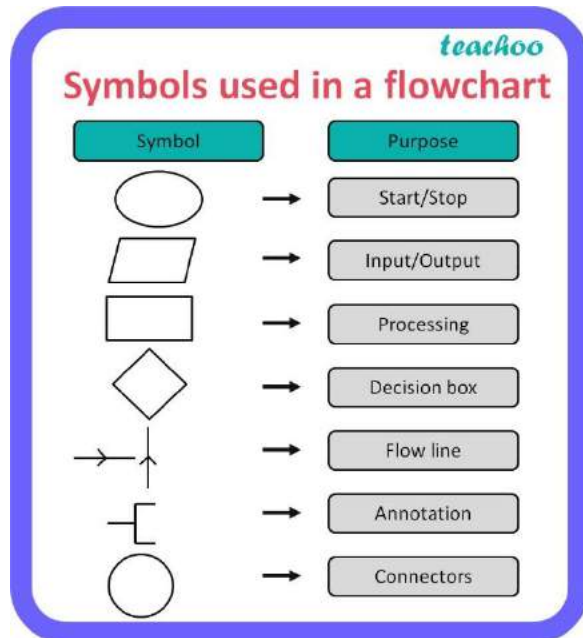 teachoo
Symbols used in a flowchart
Symbol Purpose
Start/Stop
Input/Output
Processing
Decision box
Flow line
Annotation
Connectors